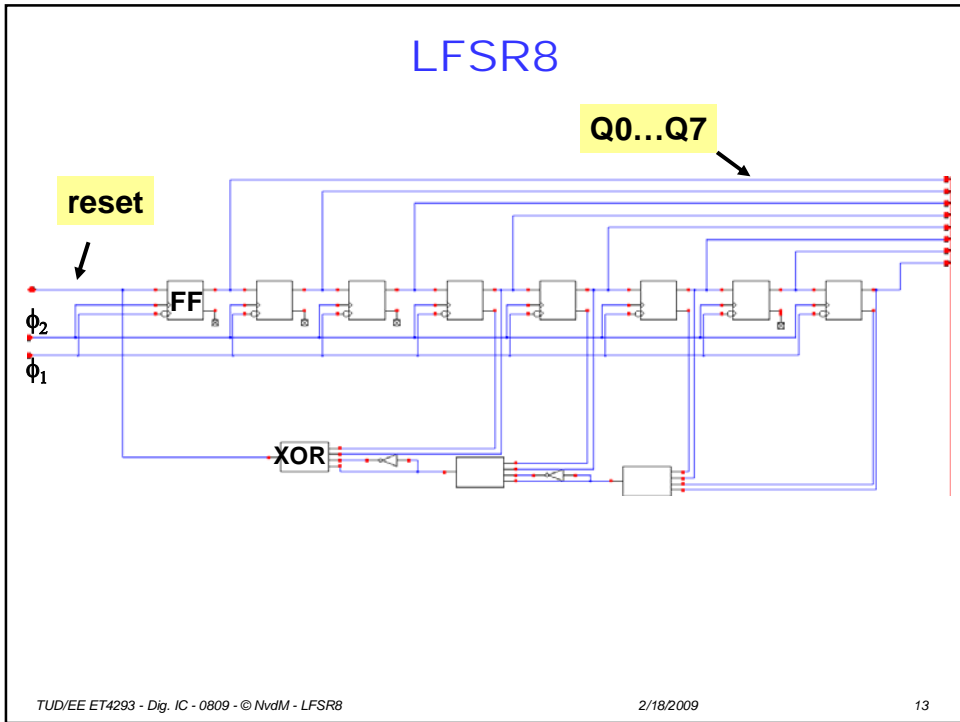 LFSR8
Q0…Q7
reset
FF
ϕ2
ϕ1
XOR
TUD/EE ET4293 - Dig. IC - 0809 - © NvdM - LFSR8 2/18/2009 13